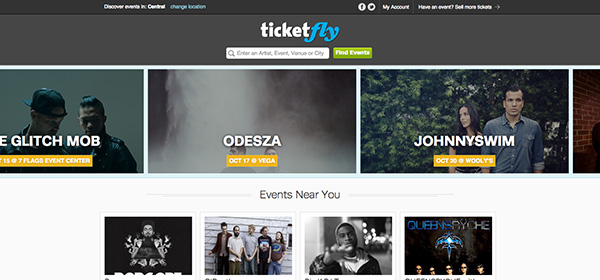 Discover events in: Central change location
My Account Have an event? Sell more tickets ›
ticketfly
Enter an Artist, Event, Venue or City Find Events
E GLITCH MOB
15 @ 7 FLAGS EVENT CENTER
ODESZA
OCT 17 @ VEGA
JOHNNYSWIM
OCT 20 @ WOOLY'S
Events Near You
QUEENSRYCHE